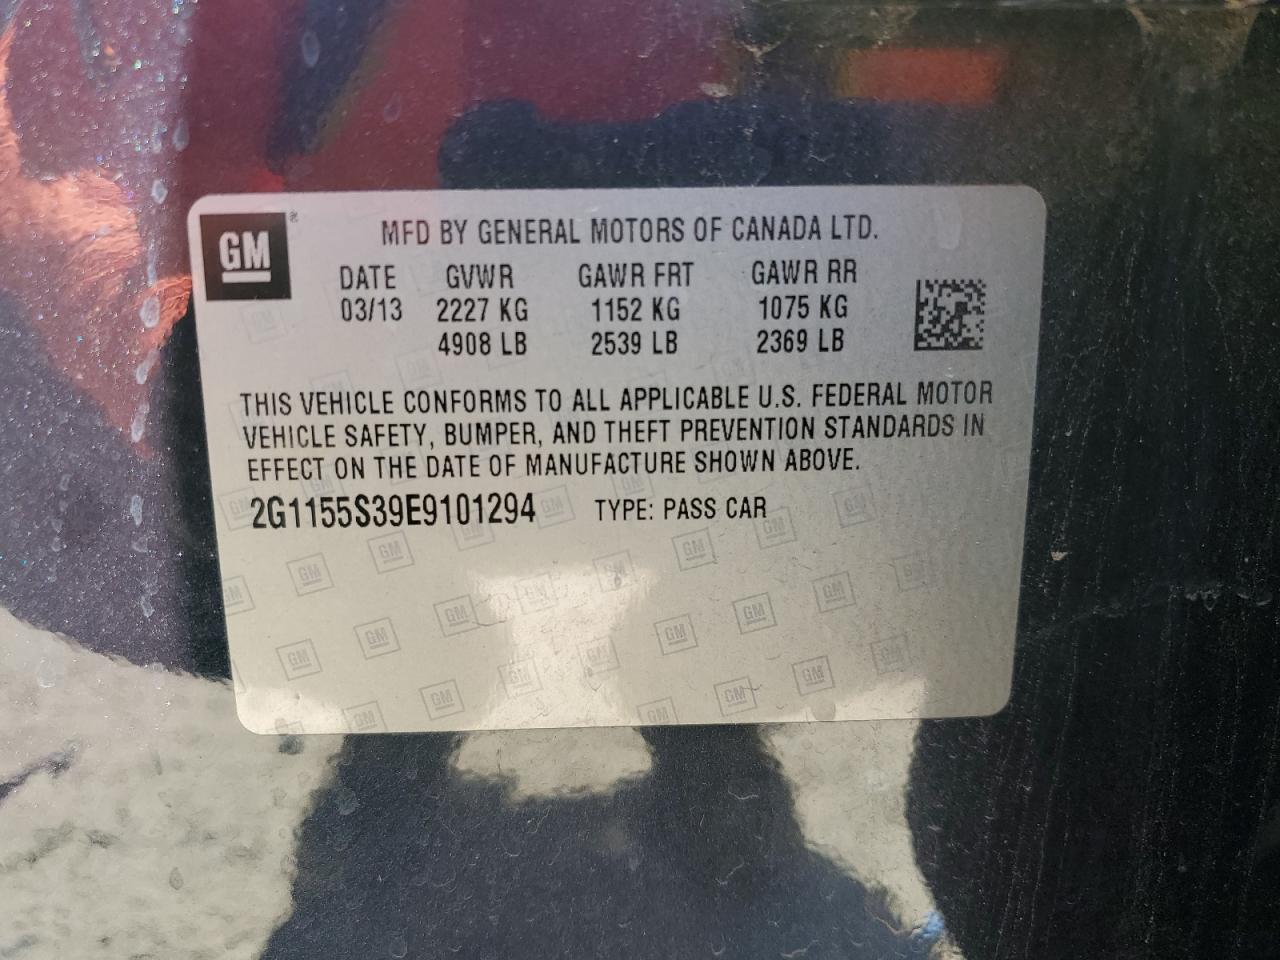 GM
MFD BY GENERAL MOTORS OF CANADA LTD.
DATE GVWR GAWR FRT GAWR RR
03/13 2227 KG 1152 KG 1075 KG
4908 LB 2539 LB 2369 LB
THIS VEHICLE CONFORMS TO ALL APPLICABLE U.S. FEDERAL MOTOR
VEHICLE SAFETY, BUMPER, AND THEFT PREVENTION STANDARDS IN
EFFECT ON THE DATE OF MANUFACTURE SHOWN ABOVE.
2G1155S39E9101294 TYPE: PASS CAR